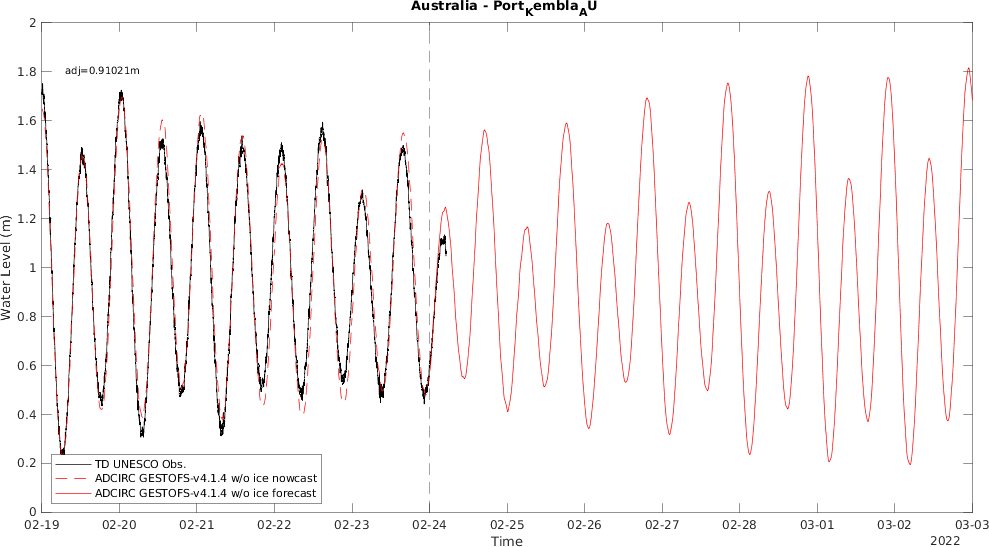 Australia - PortKemblaAU
2
1.8
1.6
1.4
1.2
1
0.8
0.6
0.4
0.2
0
Water Level (m)
adj=0.91021m
TD UNESCO Obs.
ADCIRC GESTOFS-v4.1.4 w/o ice nowcast
ADCIRC GESTOFS-v4.1.4 w/o ice forecast
02-19 02-20 02-21 02-22 02-23 02-24 02-25 02-26 02-27 02-28 03-01 03-02 03-03
Time
2022